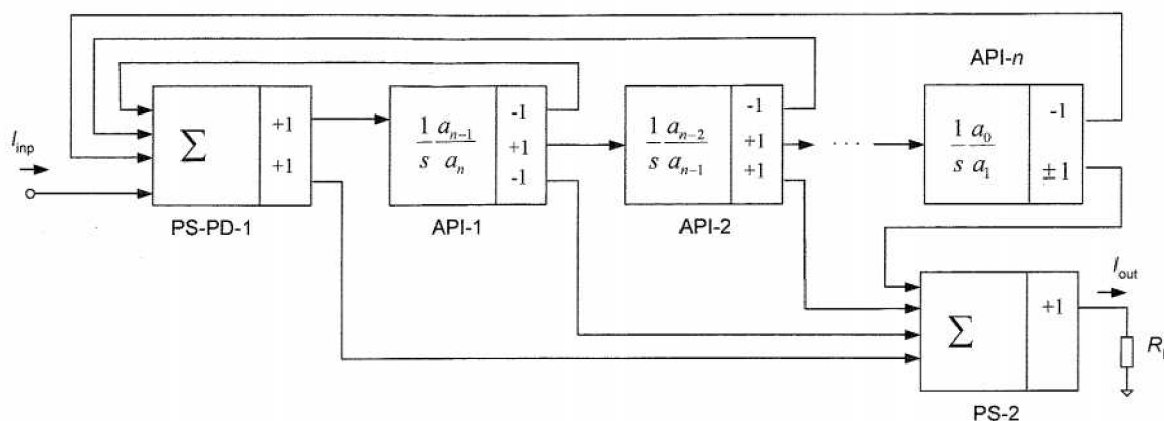 I_inp
Σ
+1
+1
PS-PD-1
1/s a_{n-1}/a_n
-1
+1
-1
API-1
1/s a_{n-2}/a_{n-1}
-1
+1
+1
API-2
...
API-n
1/s a_0/a_1
-1
±1
Σ
+1
PS-2
I_out